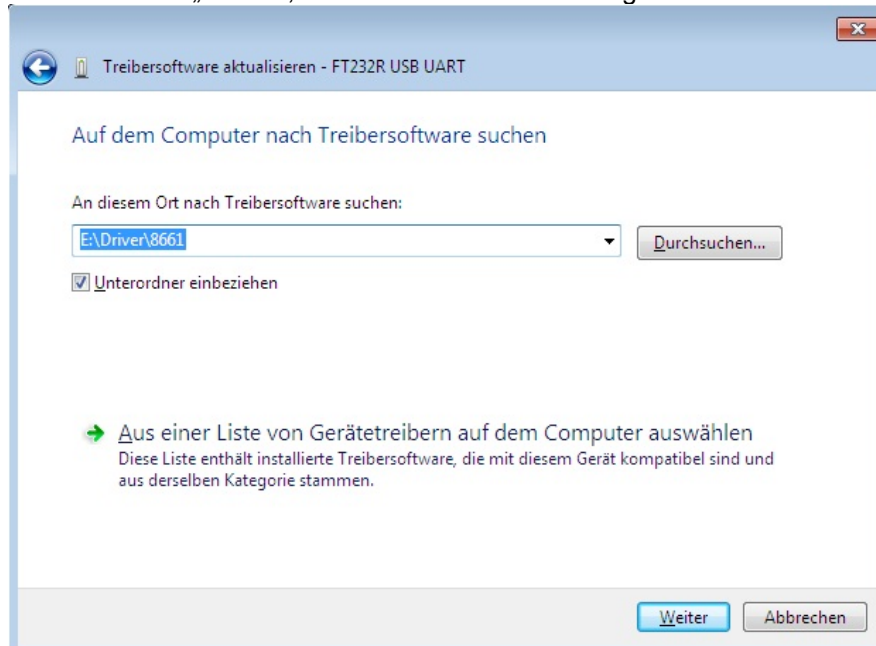 Treibersoftware aktualisieren - FT232R USB UART
Auf dem Computer nach Treibersoftware suchen
An diesem Ort nach Treibersoftware suchen:
E:\Driver\8661
Durchsuchen...
Unterordner einbeziehen
Aus einer Liste von Gerätetreibern auf dem Computer auswählen
Diese Liste enthält installierte Treibersoftware, die mit diesem Gerät kompatibel sind und
aus derselben Kategorie stammen.
Weiter
Abbrechen